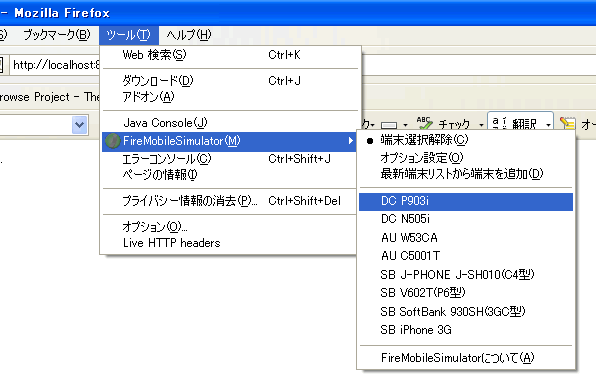 - Mozilla Firefox
S) ブックマーク(B) ツール(T) ヘルプ(H)
http://localhost:8
rowse Project - The
Web 検索(S) Ctrl+K
ダウンロード(D) Ctrl+J
アドオン(A)
Java Console(J)
FireMobileSimulator(M)
エラーコンソール(C) Ctrl+Shift+J
ページの情報(I)
プライバシー情報の消去(P)... Ctrl+Shift+Del
オプション(O)...
Live HTTP headers
ク チェック 翻訳 オー
端末選択解除(C)
オプション設定(O)
最新端末リストから端末を追加(D)
DC P903i
DC N505i
AU W53CA
AU C5001T
SB J-PHONE J-SH010(C4型)
SB V602T(P6型)
SB SoftBank 930SH(3GC型)
SB iPhone 3G
FireMobileSimulatorについて(A)